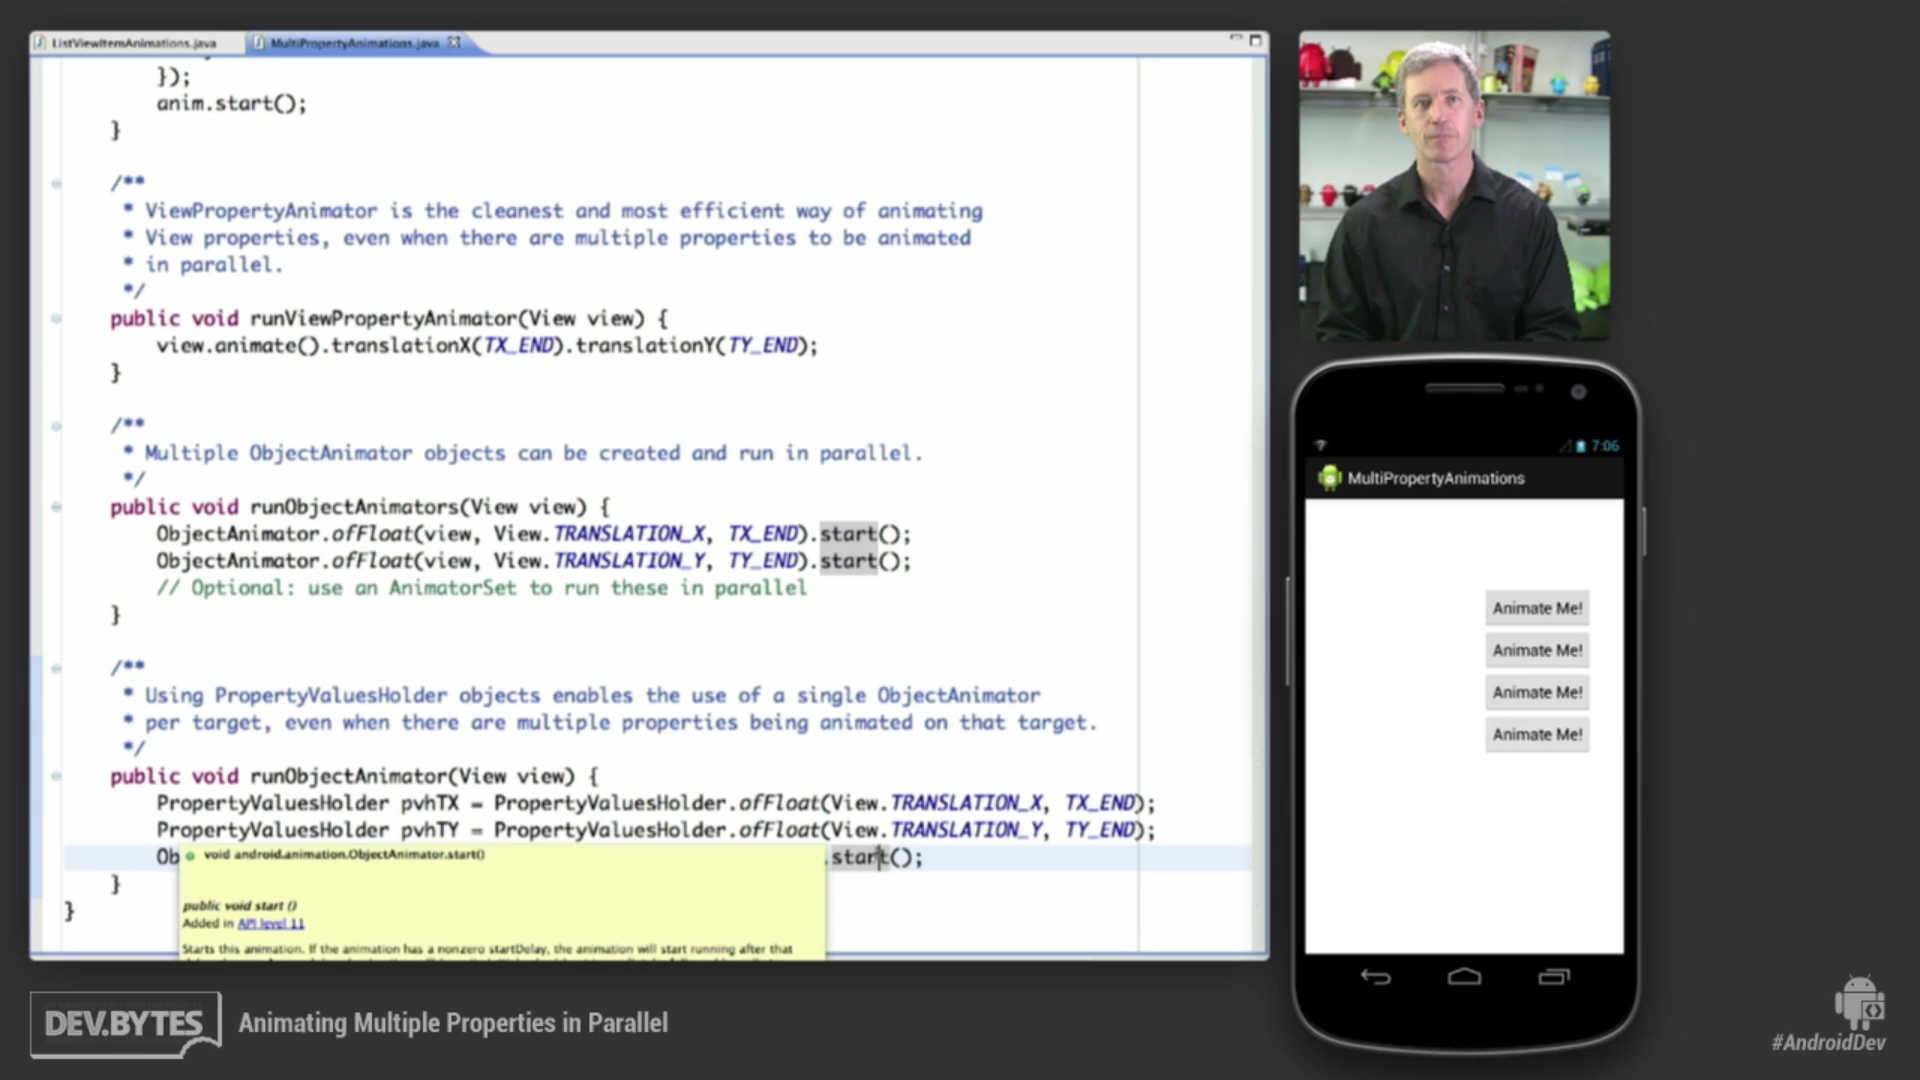 ListViewItemAnimations.java
MultiPropertyAnimations.java
});
anim.start();
}
/**
* ViewPropertyAnimator is the cleanest and most efficient way of animating
* View properties, even when there are multiple properties to be animated
* in parallel.
*/
public void runViewPropertyAnimator(View view) {
view.animate().translationX(TX_END).translationY(TY_END);
}
/**
* Multiple ObjectAnimator objects can be created and run in parallel.
*/
public void runObjectAnimators(View view) {
ObjectAnimator.ofFloat(view, View.TRANSLATION_X, TX_END).start();
ObjectAnimator.ofFloat(view, View.TRANSLATION_Y, TY_END).start();
// Optional: use an AnimatorSet to run these in parallel
}
/**
* Using PropertyValuesHolder objects enables the use of a single ObjectAnimator
* per target, even when there are multiple properties being animated on that target.
*/
public void runObjectAnimator(View view) {
PropertyValuesHolder pvhTX = PropertyValuesHolder.ofFloat(View.TRANSLATION_X, TX_END);
PropertyValuesHolder pvhTY = PropertyValuesHolder.ofFloat(View.TRANSLATION_Y, TY_END);
Ob .start();
void android.animation.ObjectAnimator.start()
}
public void start ()
}
Added in API level 11
Starts this animation. If the animation has a nonzero startDelay, the animation will start running after that
7:06
MultiPropertyAnimations
Animate Me!
Animate Me!
Animate Me!
Animate Me!
DEV.BYTES
Animating Multiple Properties in Parallel
#AndroidDev